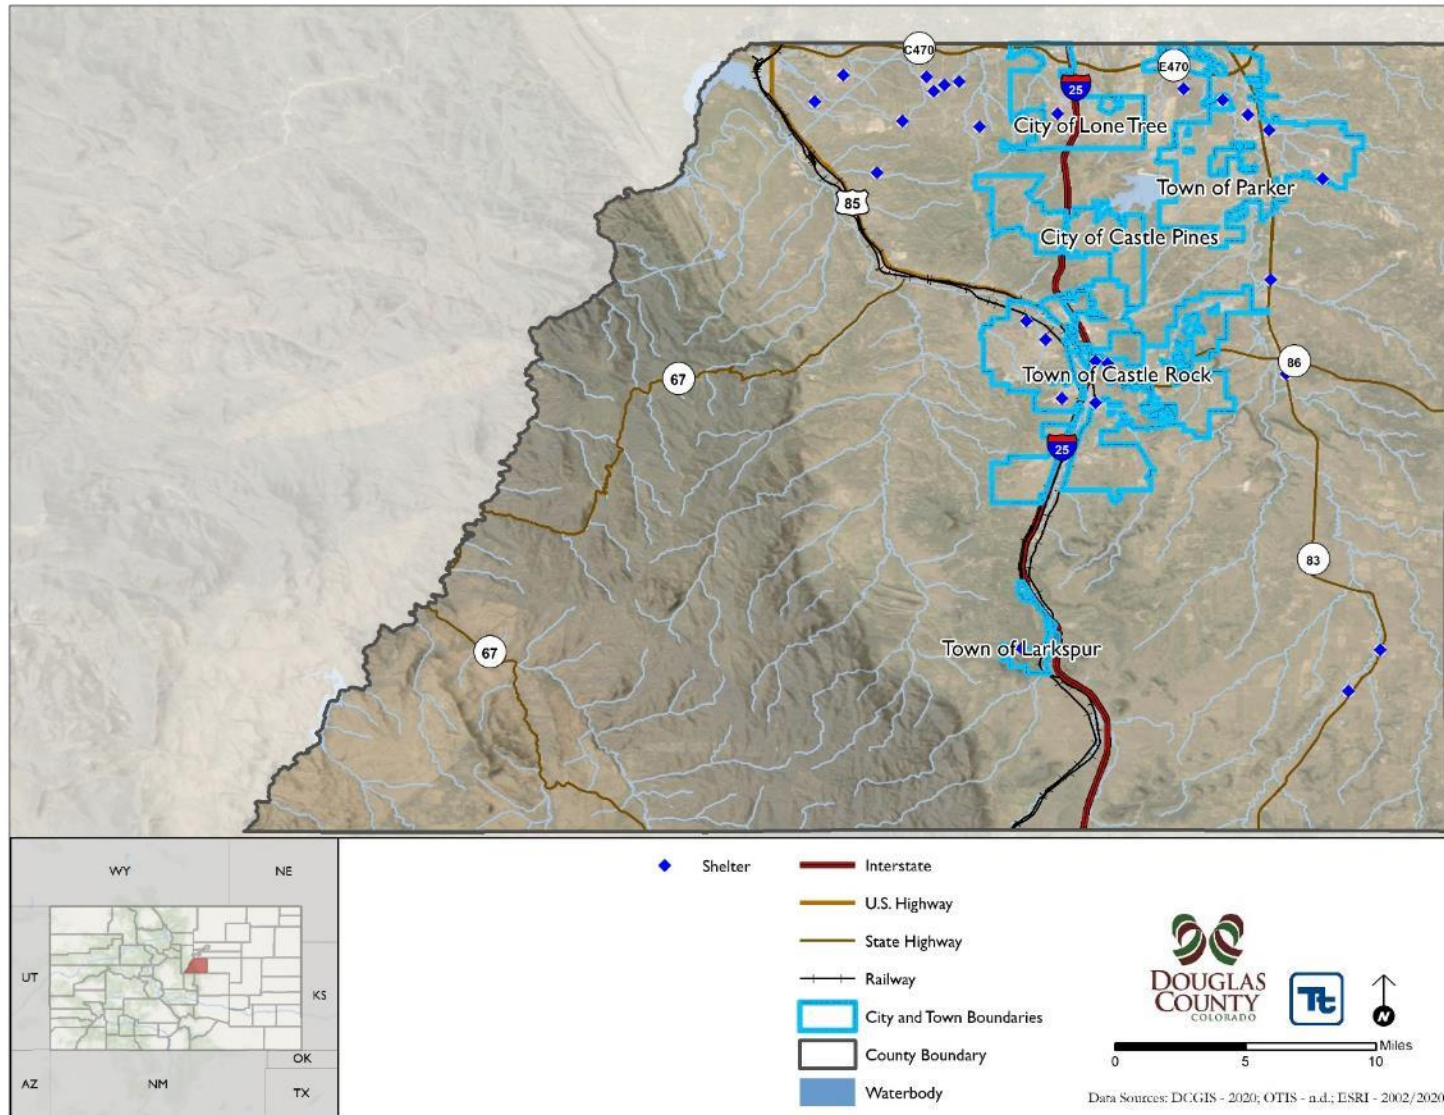 C470
E470
25
City of Lone Tree
Town of Parker
85
City of Castle Pines
67
86
Town of Castle Rock
25
83
67
Town of Larkspur
WY
NE
UT
KS
OK
AZ
NM
TX
Shelter
Interstate
U.S. Highway
State Highway
Railway
City and Town Boundaries
County Boundary
Waterbody
DOUGLAS
COUNTY
COLORADO
Tt
N
Miles
0 5 10
Data Sources: DCGIS - 2020; OTIS - n.d.; ESRI - 2002/2020